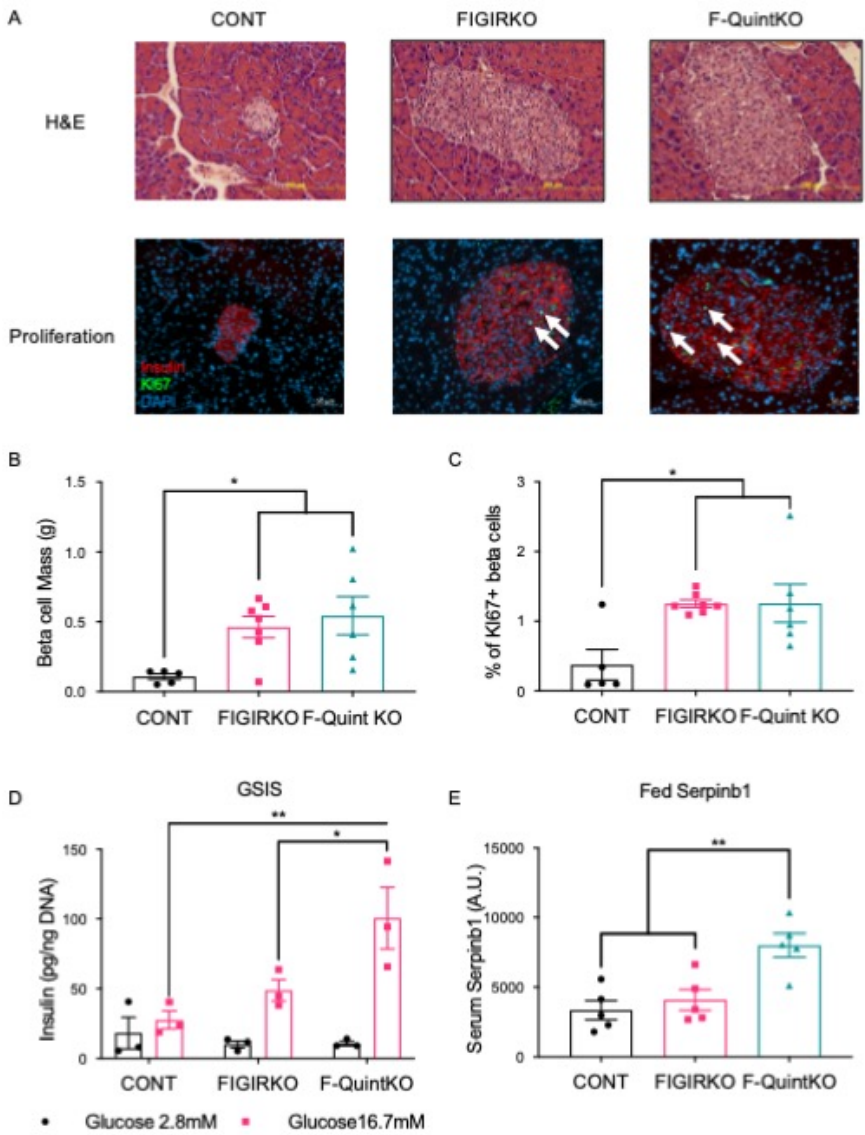 A
CONT
FIGIRKO
F-QuintKO
H&E
Proliferation
Insulin
KI67
DAPI
B
*
Beta cell Mass (g)
1.5
1.0
0.5
0.0
CONT
FIGIRKO
F-Quint KO
C
*
% of KI67+ beta cells
3
2
1
0
CONT
FIGIRKO
F-Quint KO
D
GSIS
**
*
Insulin (pg/ng DNA)
150
100
50
0
CONT
FIGIRKO
F-QuintKO
Glucose 2.8mM
Glucose16.7mM
E
Fed Serpinb1
**
Serum Serpinb1 (A.U.)
15000
10000
5000
0
CONT
FIGIRKO
F-QuintKO